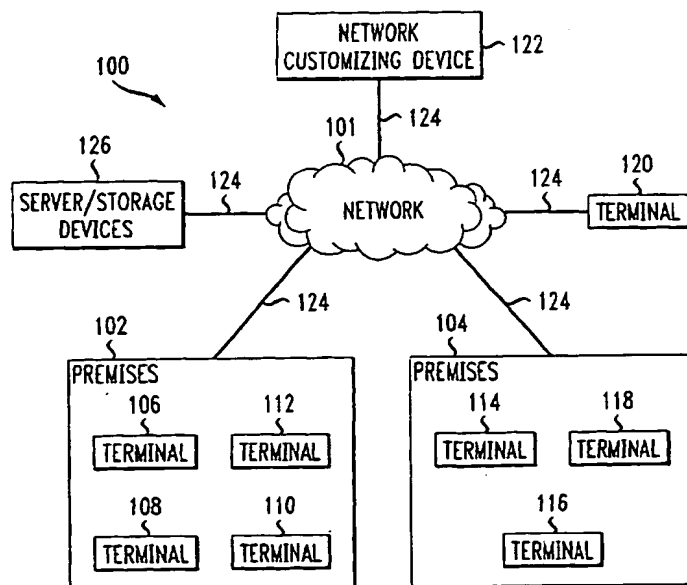 NETWORK
CUSTOMIZING DEVICE
122
100
124
101
126
120
SERVER/STORAGE
DEVICES
124
NETWORK
124
TERMINAL
124
124
102
104
PREMISES
PREMISES
106
112
114
118
TERMINAL
TERMINAL
TERMINAL
TERMINAL
108
110
116
TERMINAL
TERMINAL
TERMINAL